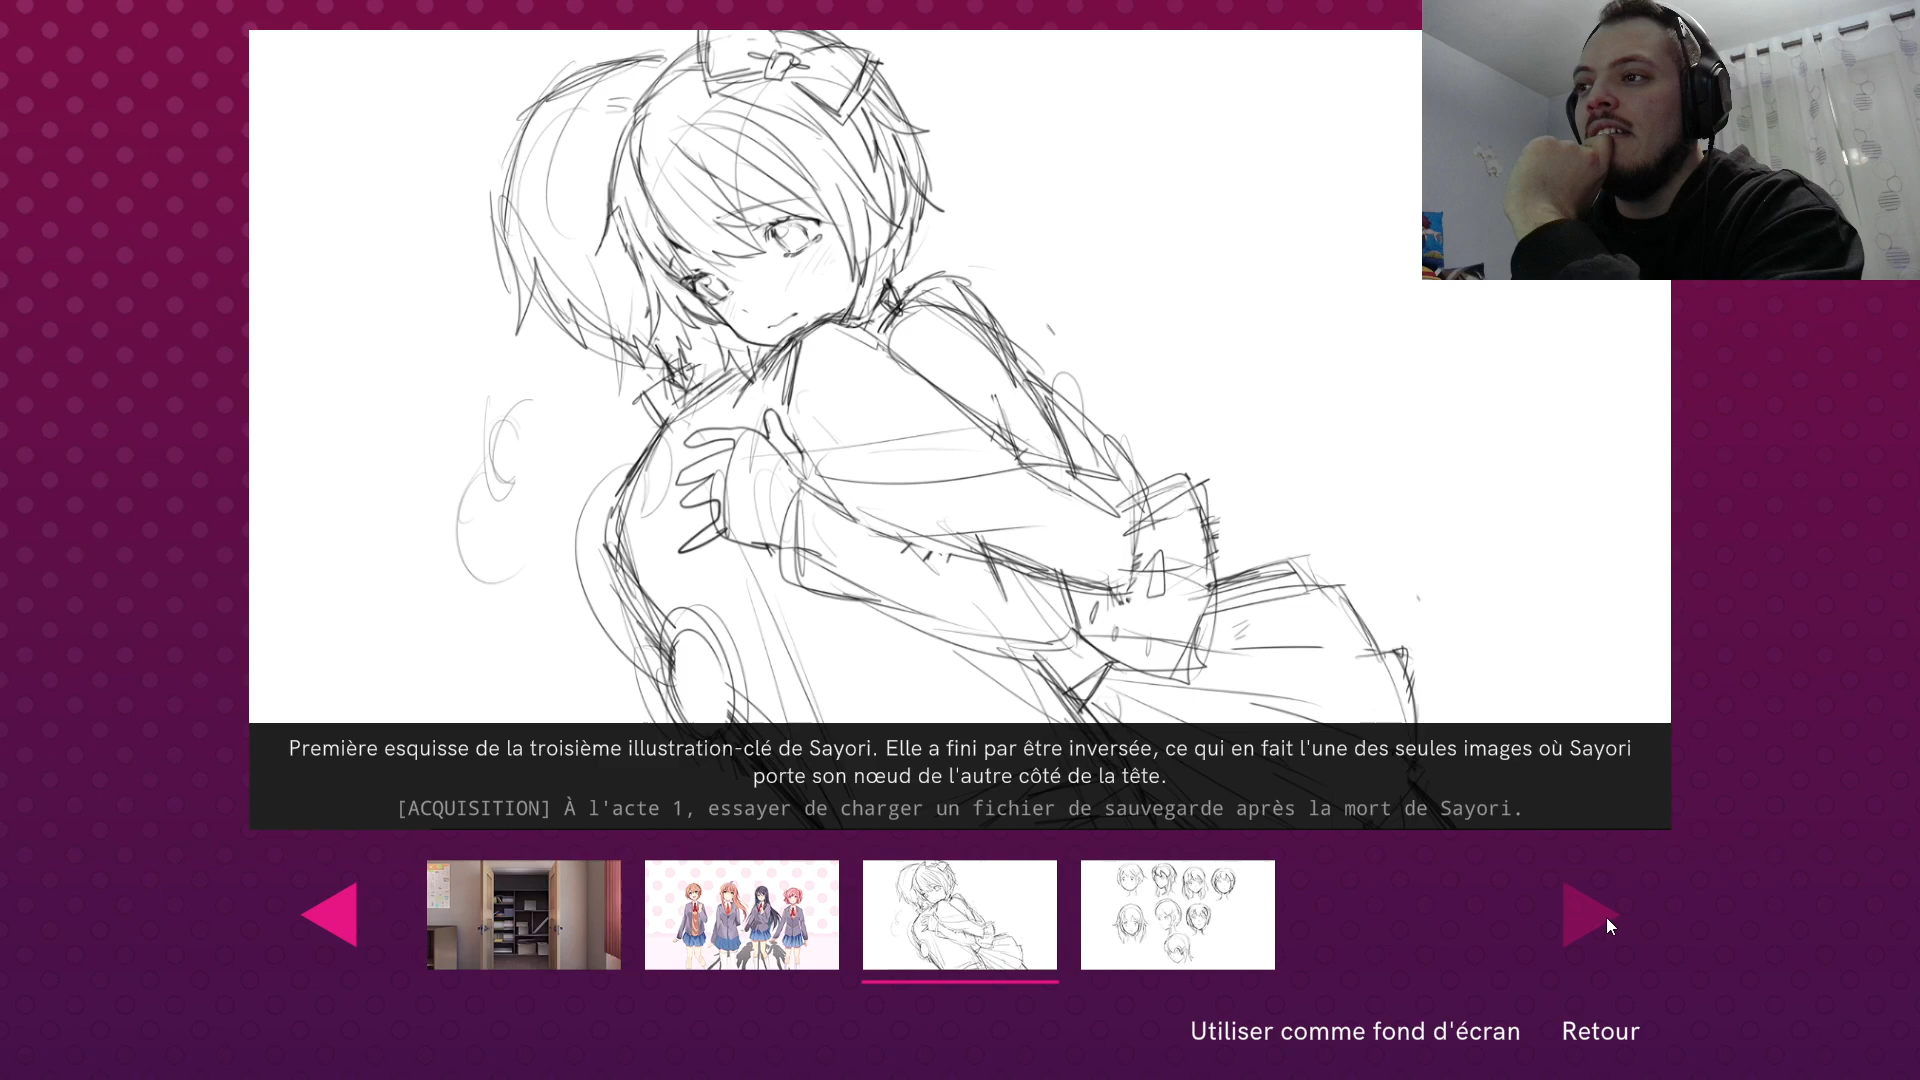 Première esquisse de la troisième illustration-clé de Sayori. Elle a fini par être inversée, ce qui en fait l'une des seules images où Sayori
porte son nœud de l'autre côté de la tête.
[ACQUISITION] À l'acte 1, essayer de charger un fichier de sauvegarde après la mort de Sayori.
Utiliser comme fond d'écran
Retour